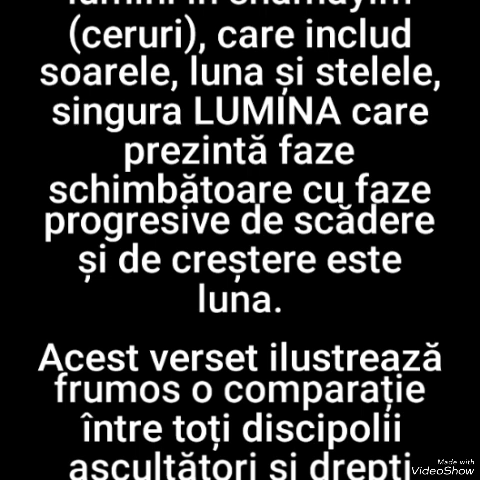 lumini în shamayim
(ceruri), care includ
soarele, luna și stelele,
singura LUMINA care
prezintă faze
schimbătoare cu faze
progresive de scădere
și de creștere este
luna.
Acest verset ilustrează
frumos o comparație
între toți discipolii
ascultători și drepți
Made with
VideoShow